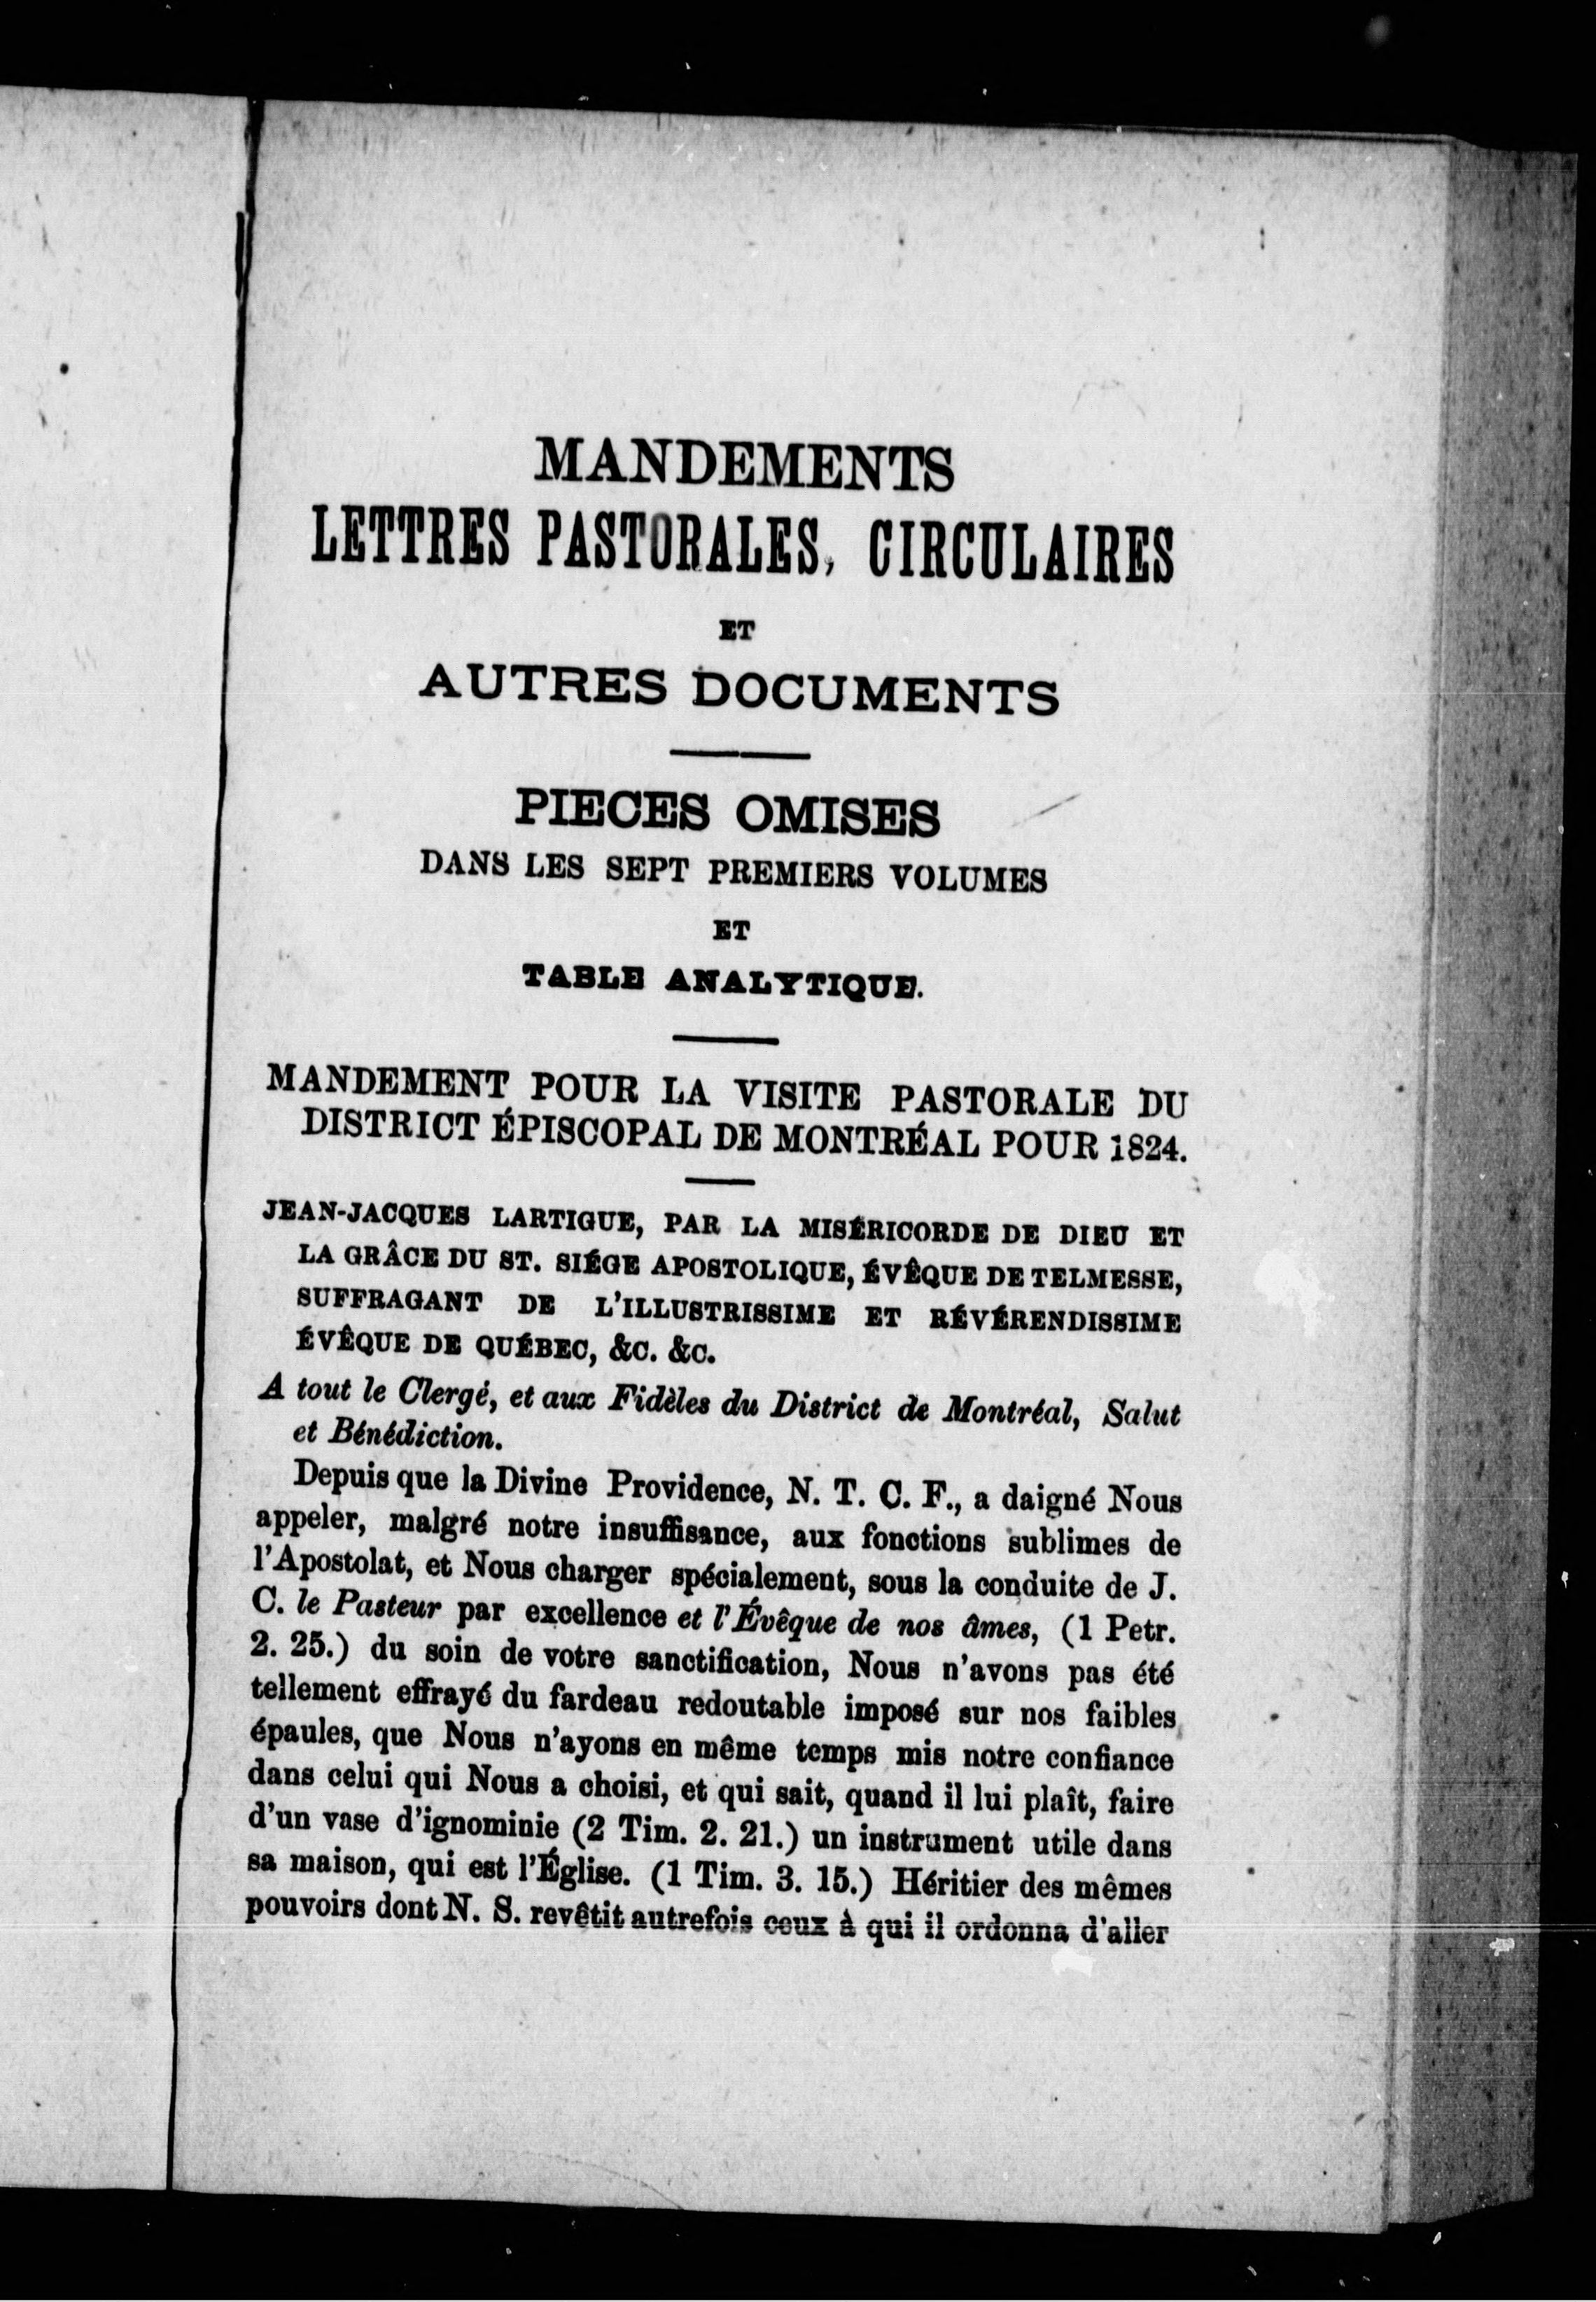 MANDEMENTS
LETTRES PASTORALES, CIRCULAIRES
ET
AUTRES DOCUMENTS
PIECES OMISES
DANS LES SEPT PREMIERS VOLUMES
ET
TABLE ANALYTIQUE.
MANDEMENT POUR LA VISITE PASTORALE DU
DISTRICT ÉPISCOPAL DE MONTRÉAL POUR 1824.
JEAN-JACQUES LARTIGUE, PAR LA MISÉRICORDE DE DIEU ET
LA GRÂCE DU ST. SIÉGE APOSTOLIQUE, ÉVÊQUE DE TELMESSE,
SUFFRAGANT DE L'ILLUSTRISSIME ET RÉVÉRENDISSIME
ÉVÊQUE DE QUÉBEC, &C. &C.
A tout le Clergé, et aux Fidèles du District de Montréal, Salut
et Bénédiction.
Depuis que la Divine Providence, N. T. C. F., a daigné Nous
appeler, malgré notre insuffisance, aux fonctions sublimes de
l'Apostolat, et Nous charger spécialement, sous la conduite de J.
C. le Pasteur par excellence et l'Évêque de nos âmes, (1 Petr.
2. 25.) du soin de votre sanctification, Nous n'avons pas été
tellement effrayé du fardeau redoutable imposé sur nos faibles
épaules, que Nous n'ayons en même temps mis notre confiance
dans celui qui Nous a choisi, et qui sait, quand il lui plaît, faire
d'un vase d'ignominie (2 Tim. 2. 21.) un instrument utile dans
sa maison, qui est l'Église. (1 Tim. 3. 15.) Héritier des mêmes
pouvoirs dont N. S. revêtit autrefois ceux à qui il ordonna d'aller